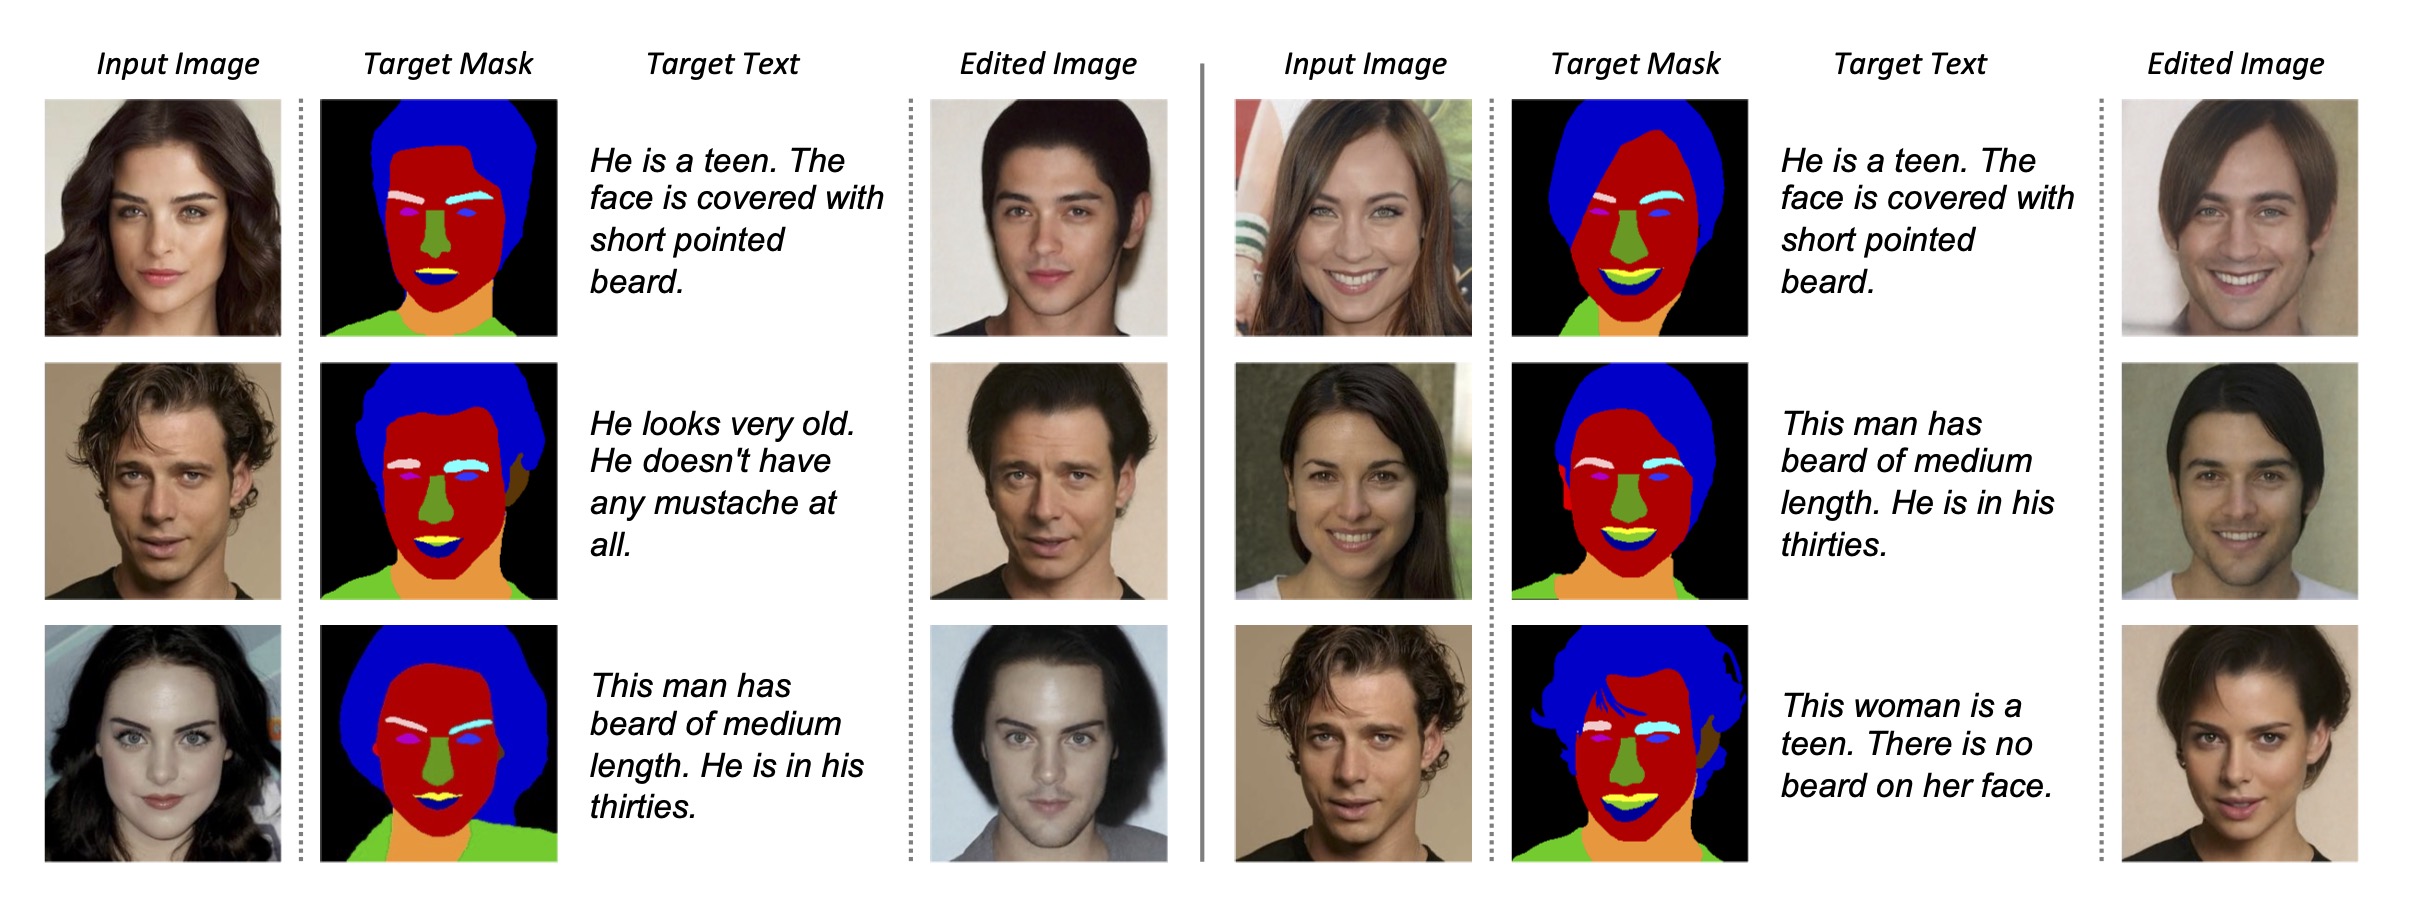 Input Image
Target Mask
Target Text
Edited Image
Input Image
Target Mask
Target Text
Edited Image
He is a teen. The
face is covered with
short pointed
beard.
He is a teen. The
face is covered with
short pointed
beard.
He looks very old.
He doesn't have
any mustache at
all.
This man has
beard of medium
length. He is in his
thirties.
This man has
beard of medium
length. He is in his
thirties.
This woman is a
teen. There is no
beard on her face.